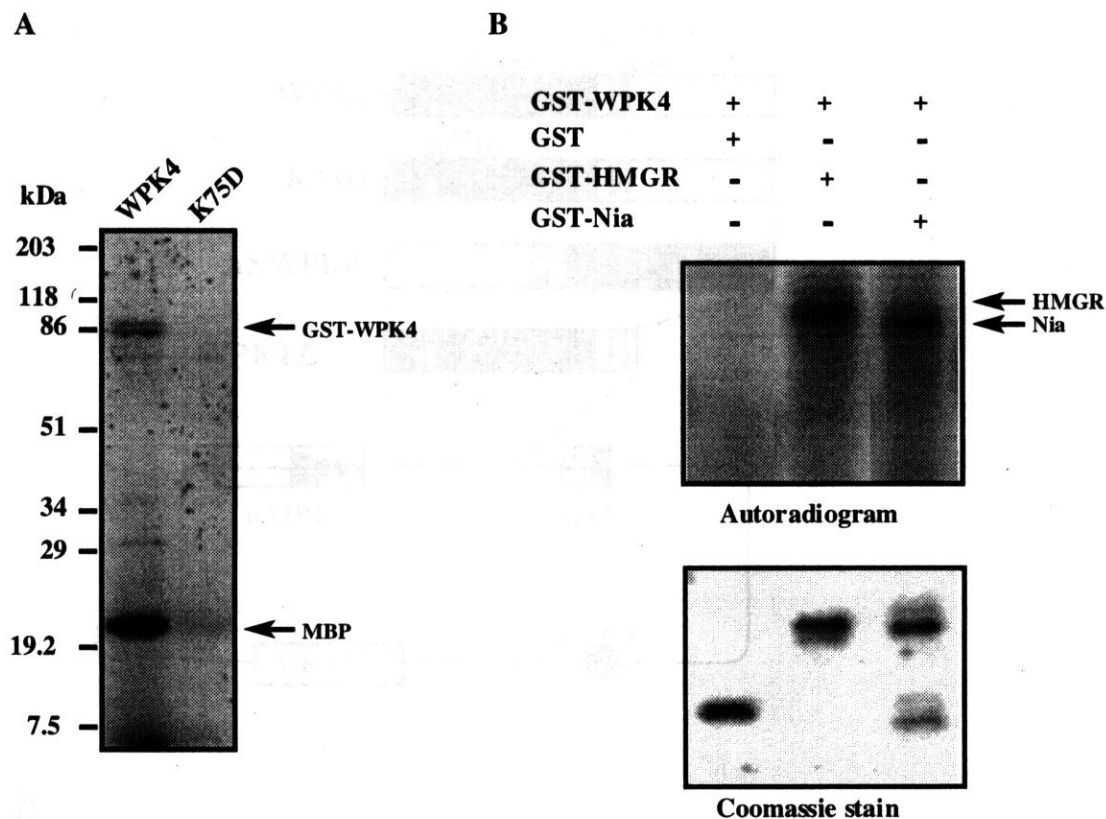 A
B
GST-WPK4 + + +
GST + - -
GST-HMGR - + -
GST-Nia - - +
kDa
WPK4 K75D
203
118
86
51
34
29
19.2
7.5
GST-WPK4
MBP
HMGR
Nia
Autoradiogram
Coomassie stain